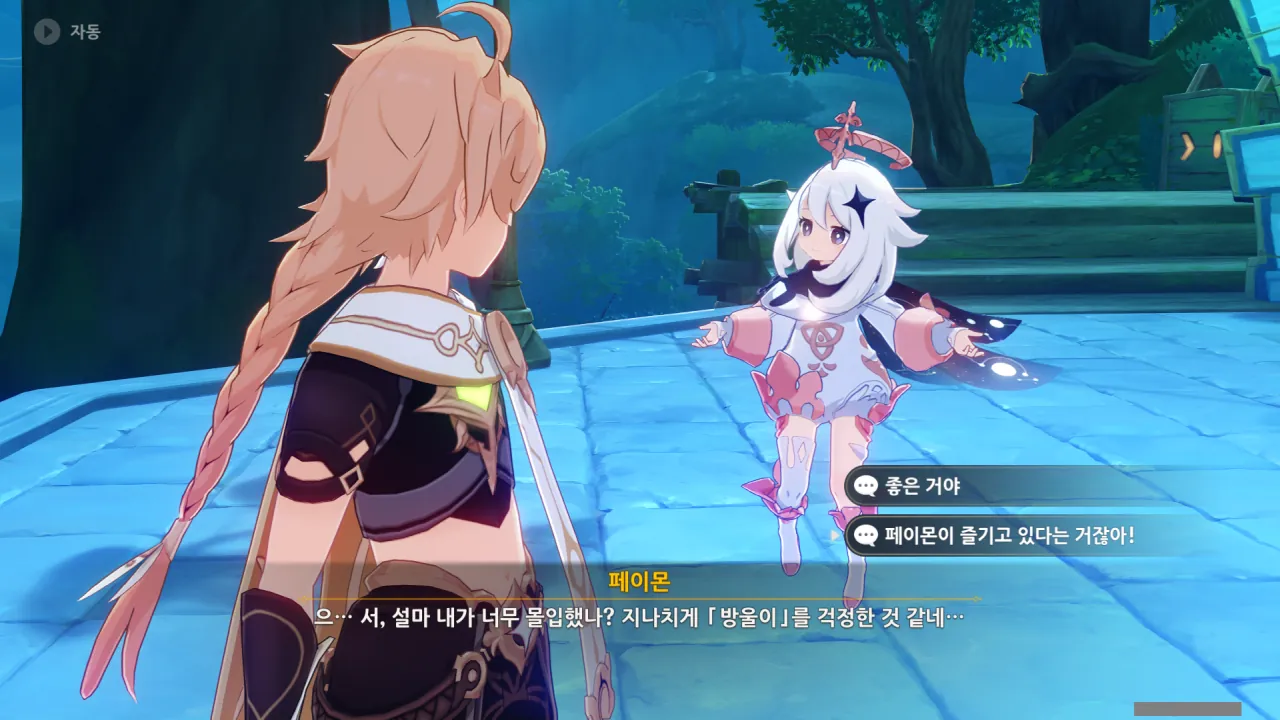 자동
좋은 거야
페이몬이 즐기고 있다는 거잖아!
페이몬
으… 서, 설마 내가 너무 몰입했나? 지나치게 「방울이」를 걱정한 것 같네…